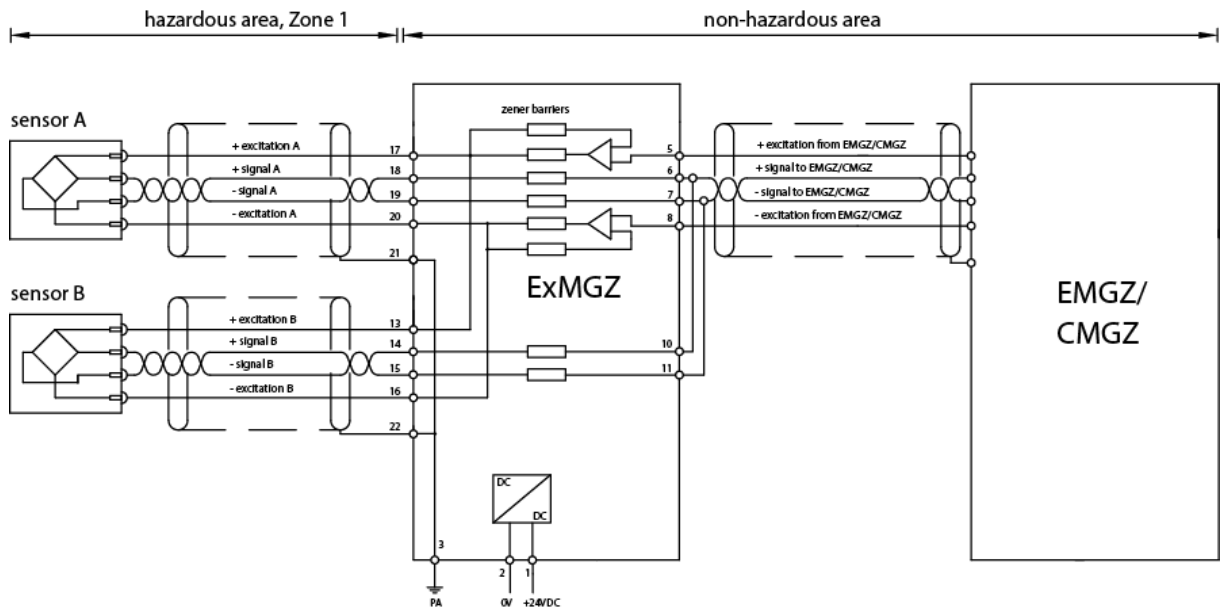 hazardous area, Zone 1
non-hazardous area
sensor A
zener barriers
+ excitation A
17
5
+ excitation from EMGZ/CMGZ
+ signal A
18
6
+ signal to EMGZ/CMGZ
- signal A
19
7
- signal to EMGZ/CMGZ
- excitation A
20
8
- excitation from EMGZ/CMGZ
21
ExMGZ
EMGZ/
CMGZ
sensor B
+ excitation B
13
+ signal B
14
10
- signal B
15
11
- excitation B
16
22
DC
DC
3
2
1
PA
0V
+24VDC